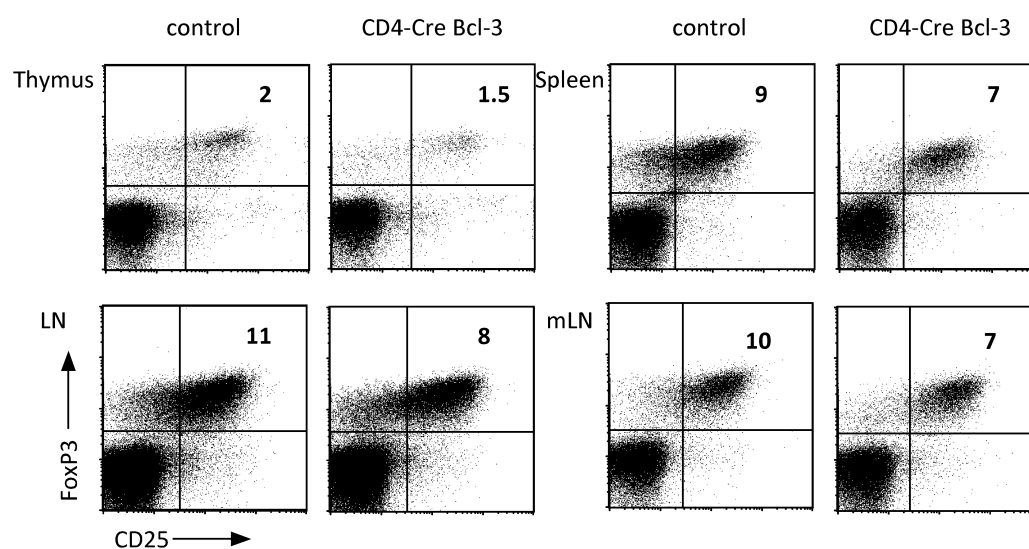 control CD4-Cre Bcl-3 control CD4-Cre Bcl-3
Thymus 2 1.5 Spleen 9 7
LN 11 8 mLN 10 7
FoxP3
CD25